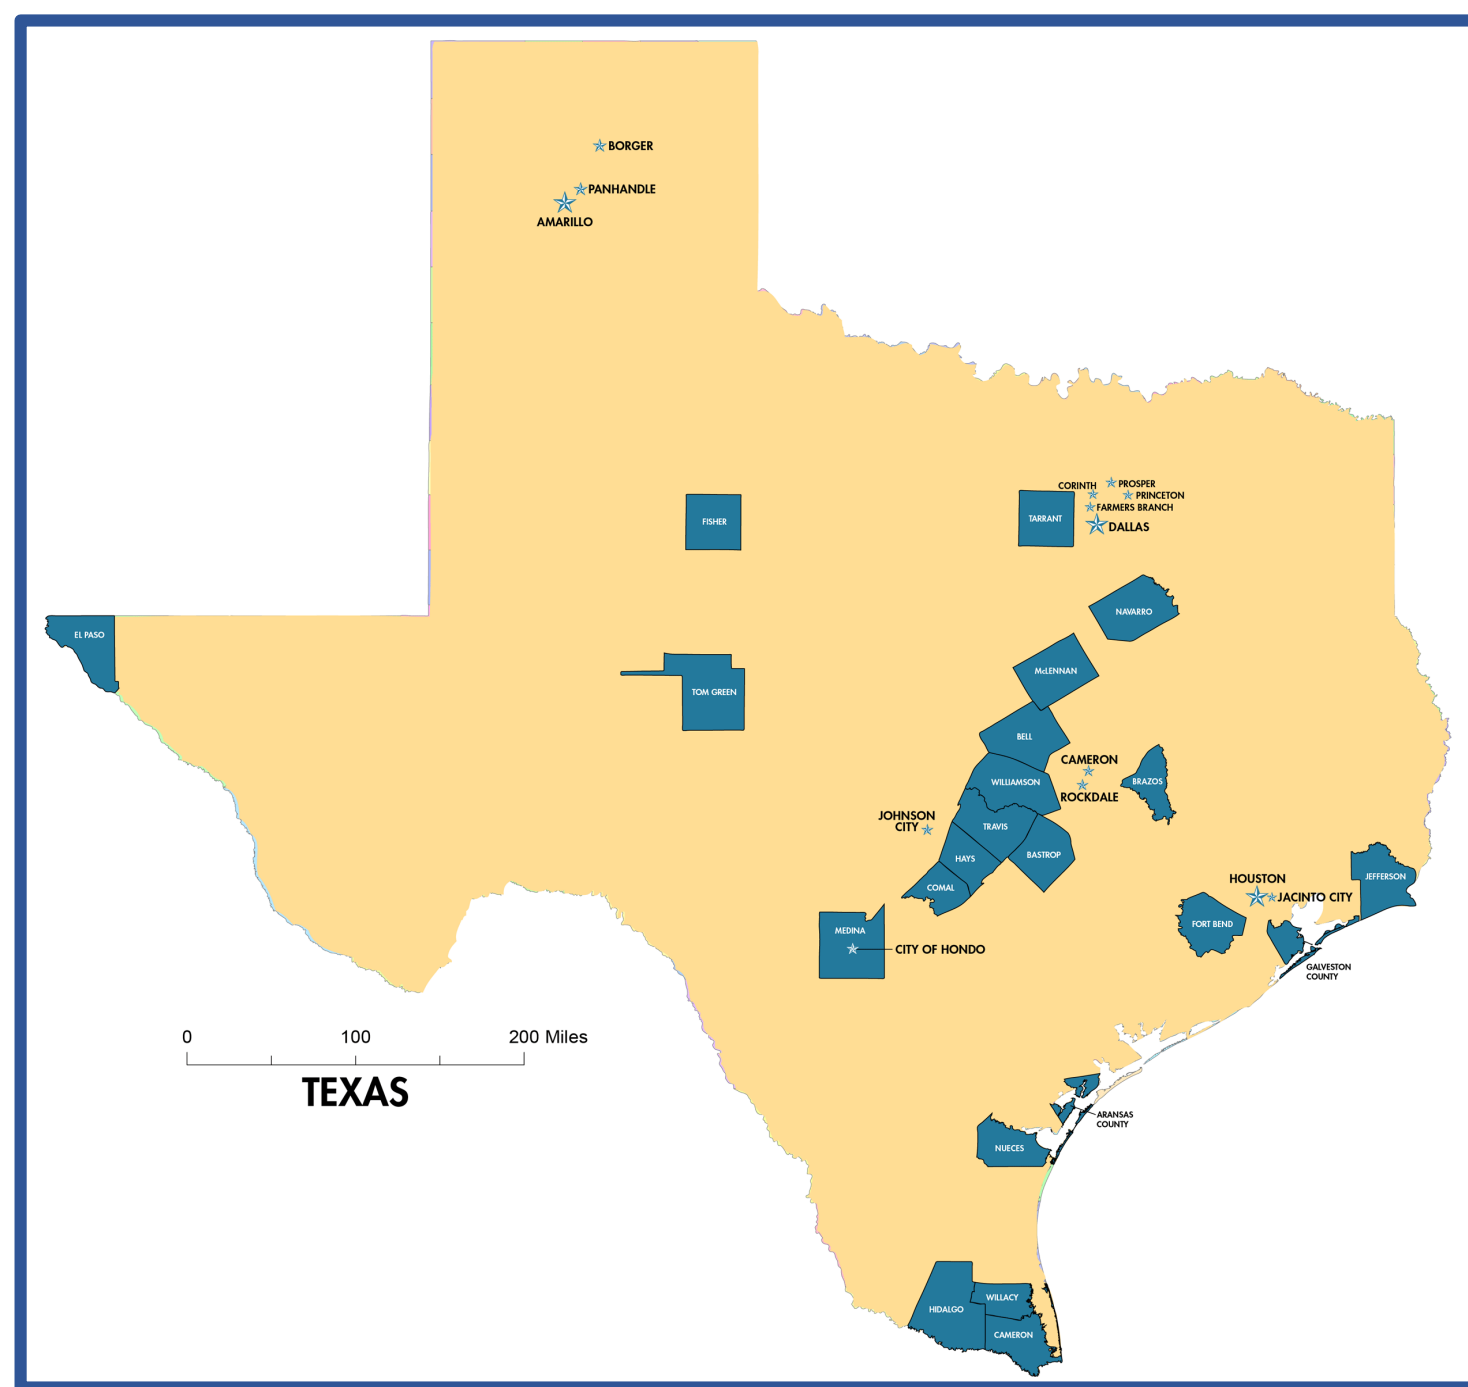 BORGER
PANHANDLE
AMARILLO
PROSPER
CORINTH
PRINCETON
FARMERS BRANCH
DALLAS
FISHER
TARRANT
NAVARRO
EL PASO
McLENNAN
TOM GREEN
BELL
CAMERON
WILLIAMSON
BRAZOS
ROCKDALE
JOHNSON
CITY
TRAVIS
BASTROP
HAYS
COMAL
JEFFERSON
HOUSTON
JACINTO CITY
FORT BEND
MEDINA
CITY OF HONDO
GALVESTON
COUNTY
0 100 200 Miles
TEXAS
ARANSAS
COUNTY
NUECES
WILLACY
HIDALGO
CAMERON